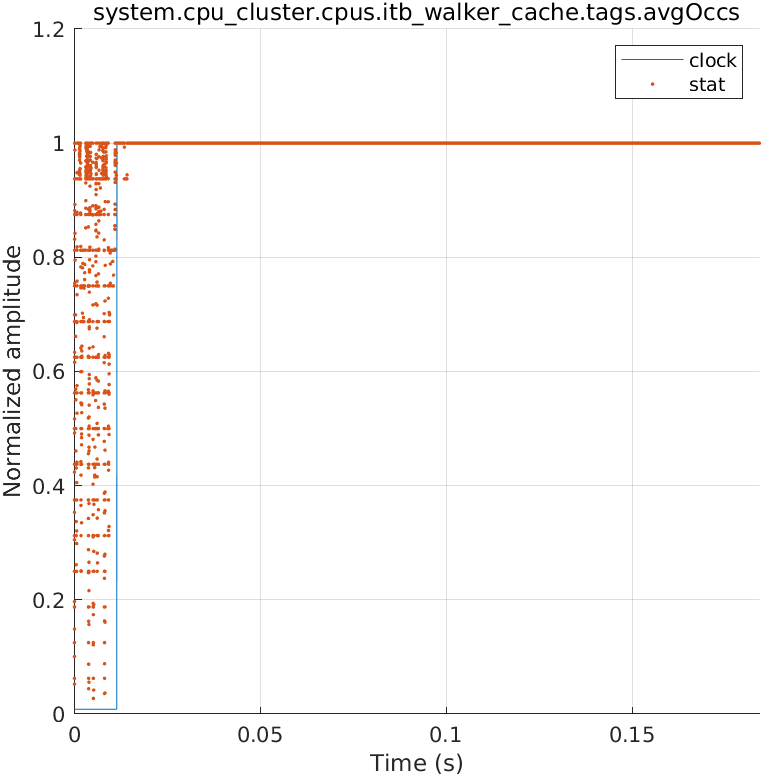 system.cpu_cluster.cpus.itb_walker_cache.tags.avgOccs
clock
stat
Normalized amplitude
1.2
1
0.8
0.6
0.4
0.2
0
0 0.05 0.1 0.15
Time (s)